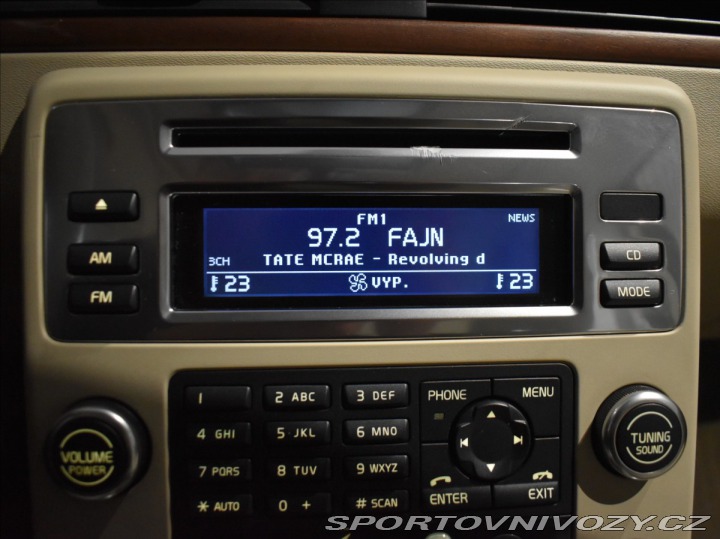 FM1
NEWS
97.2 FAJN
3CH
TATE MCRAE - Revolving d
23
VYP.
23
AM
FM
CD
MODE
1
2 ABC
3 DEF
4 GHI
5 JKL
6 MNO
7 PQRS
8 TUV
9 WXYZ
* AUTO
0 +
# SCAN
PHONE
MENU
ENTER
EXIT
VOLUME
POWER
TUNING
SOUND
SPORTOVNIVOZY.CZ